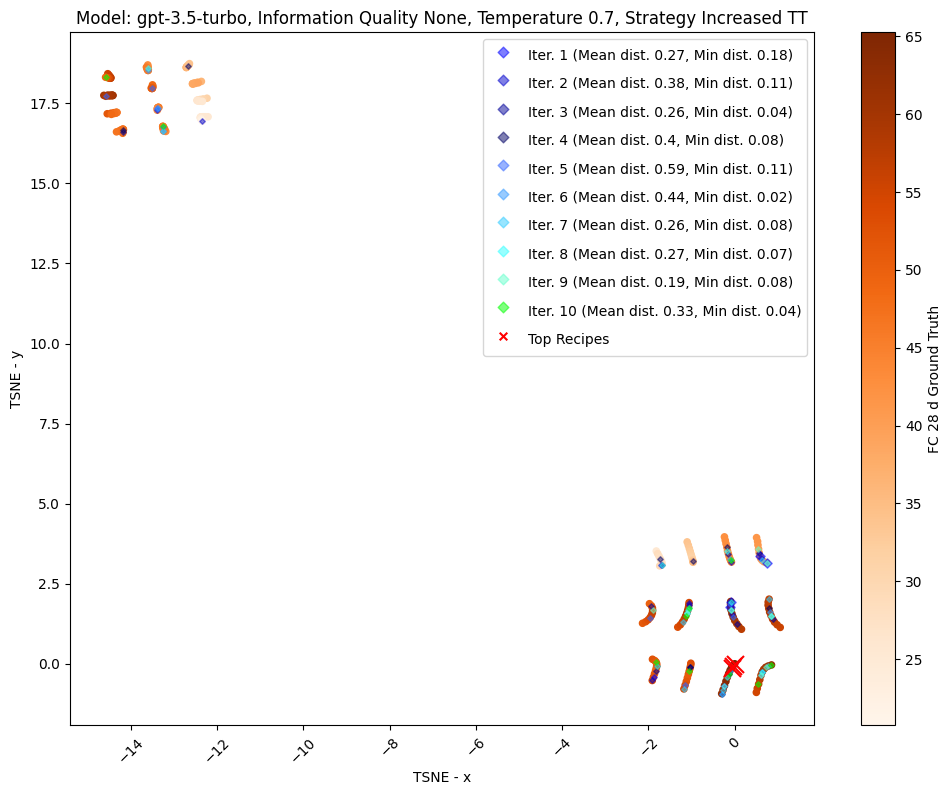 Model: gpt-3.5-turbo, Information Quality None, Temperature 0.7, Strategy Increased TT
Iter. 1 (Mean dist. 0.27, Min dist. 0.18)
Iter. 2 (Mean dist. 0.38, Min dist. 0.11)
Iter. 3 (Mean dist. 0.26, Min dist. 0.04)
Iter. 4 (Mean dist. 0.4, Min dist. 0.08)
Iter. 5 (Mean dist. 0.59, Min dist. 0.11)
Iter. 6 (Mean dist. 0.44, Min dist. 0.02)
Iter. 7 (Mean dist. 0.26, Min dist. 0.08)
Iter. 8 (Mean dist. 0.27, Min dist. 0.07)
Iter. 9 (Mean dist. 0.19, Min dist. 0.08)
Iter. 10 (Mean dist. 0.33, Min dist. 0.04)
Top Recipes
TSNE - y
17.5
15.0
12.5
10.0
7.5
5.0
2.5
0.0
−14
−12
−10
−8
−6
−4
−2
0
TSNE - x
65
60
55
50
45
40
35
30
25
FC 28 d Ground Truth